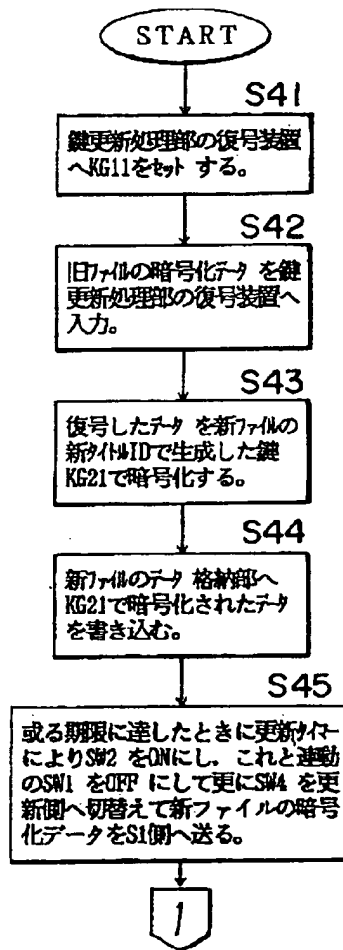 START
S41
鍵更新処理部の復号装置
へKG11をセット する。
S42
旧ファイルの暗号化データ を鍵
更新処理部の復号装置へ
入力。
S43
復号したデータ を新ファイルの
新タイトルIDで生成した鍵
KG21で暗号化する。
S44
新ファイルのデータ 格納部へ
KG21で暗号化されたデータ
を書き込む。
S45
或る期限に達したときに更新タイマー
によりSW2 をONにし、これと連動
のSW1 をOFF にして更にSW4 を更
新側へ切替えて新ファイルの暗号
化データをS1側へ送る。
1